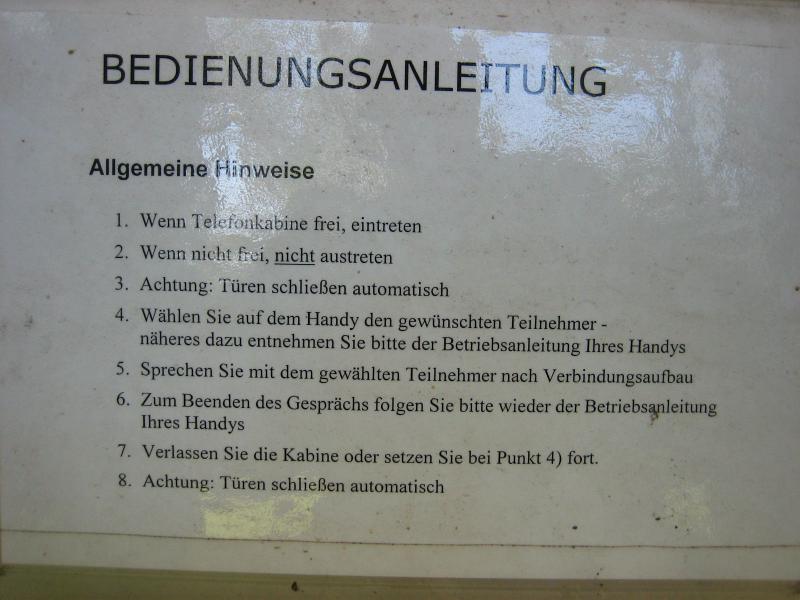 BEDIENUNGSANLEITUNG
Allgemeine Hinweise
1. Wenn Telefonkabine frei, eintreten
2. Wenn nicht frei, nicht austreten
3. Achtung: Türen schließen automatisch
4. Wählen Sie auf dem Handy den gewünschten Teilnehmer -
näheres dazu entnehmen Sie bitte der Betriebsanleitung Ihres Handys
5. Sprechen Sie mit dem gewählten Teilnehmer nach Verbindungsaufbau
6. Zum Beenden des Gesprächs folgen Sie bitte wieder der Betriebsanleitung
Ihres Handys
7. Verlassen Sie die Kabine oder setzen Sie bei Punkt 4) fort.
8. Achtung: Türen schließen automatisch